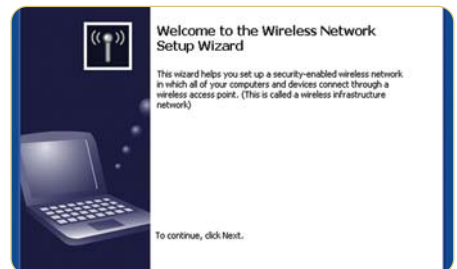 Welcome to the Wireless Network
Setup Wizard
This wizard helps you set up a security-enabled wireless network
in which all of your computers and devices connect through a
wireless access point. (This is called a wireless infrastructure
network)
To continue, click Next.